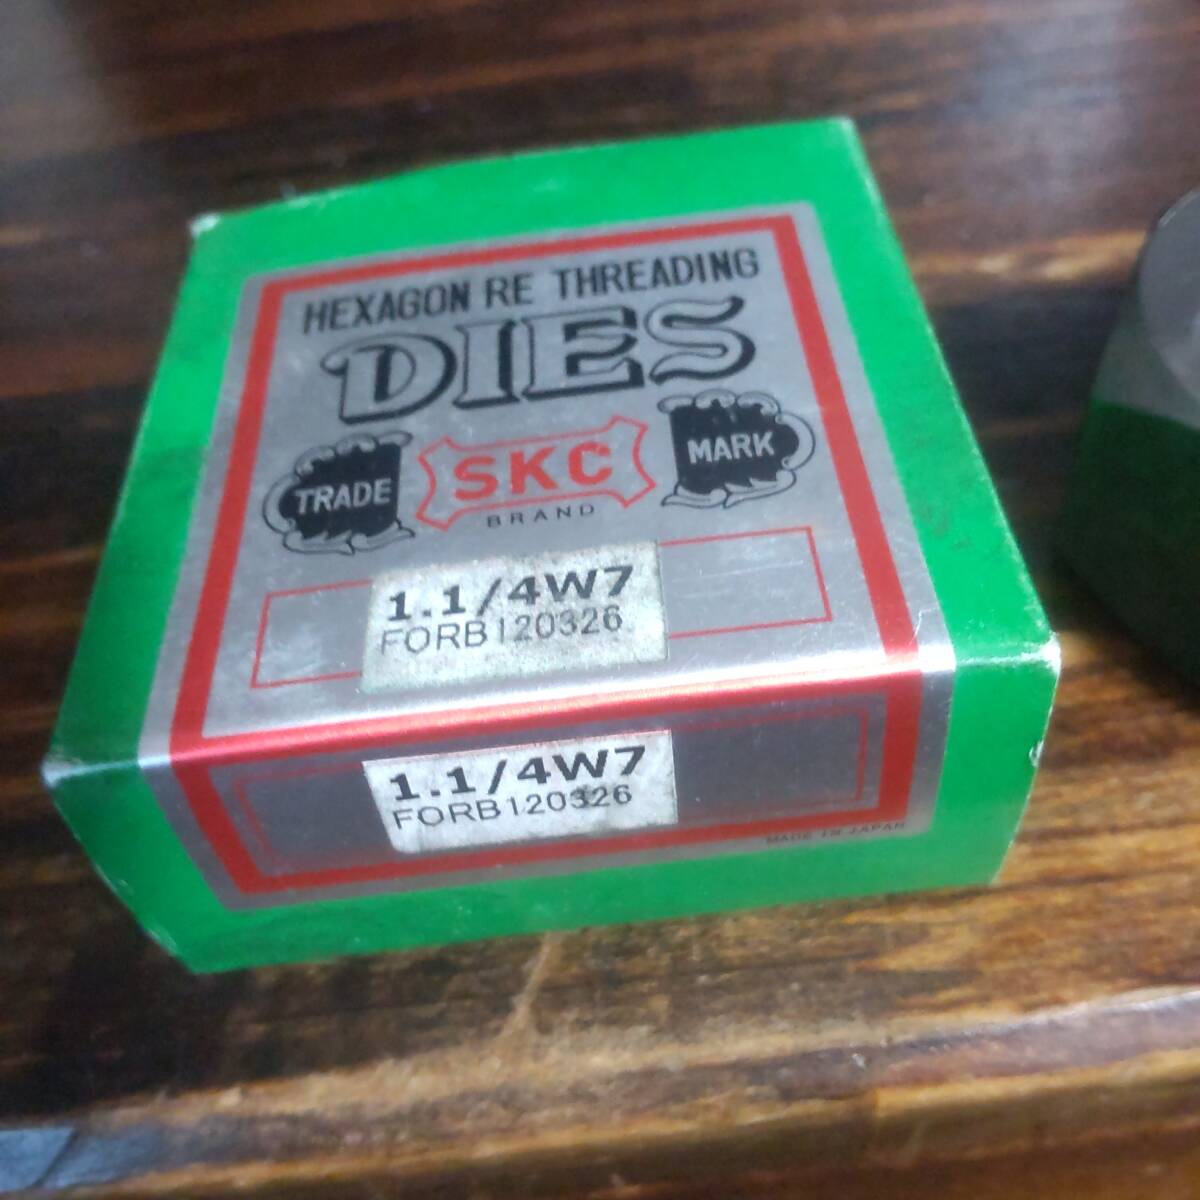 HEXAGON RE THREADING
DIES
TRADE SKC MARK
BRAND
1.1/4W7
FORB120326
1.1/4W7
FORB120326
MADE IN JAPAN